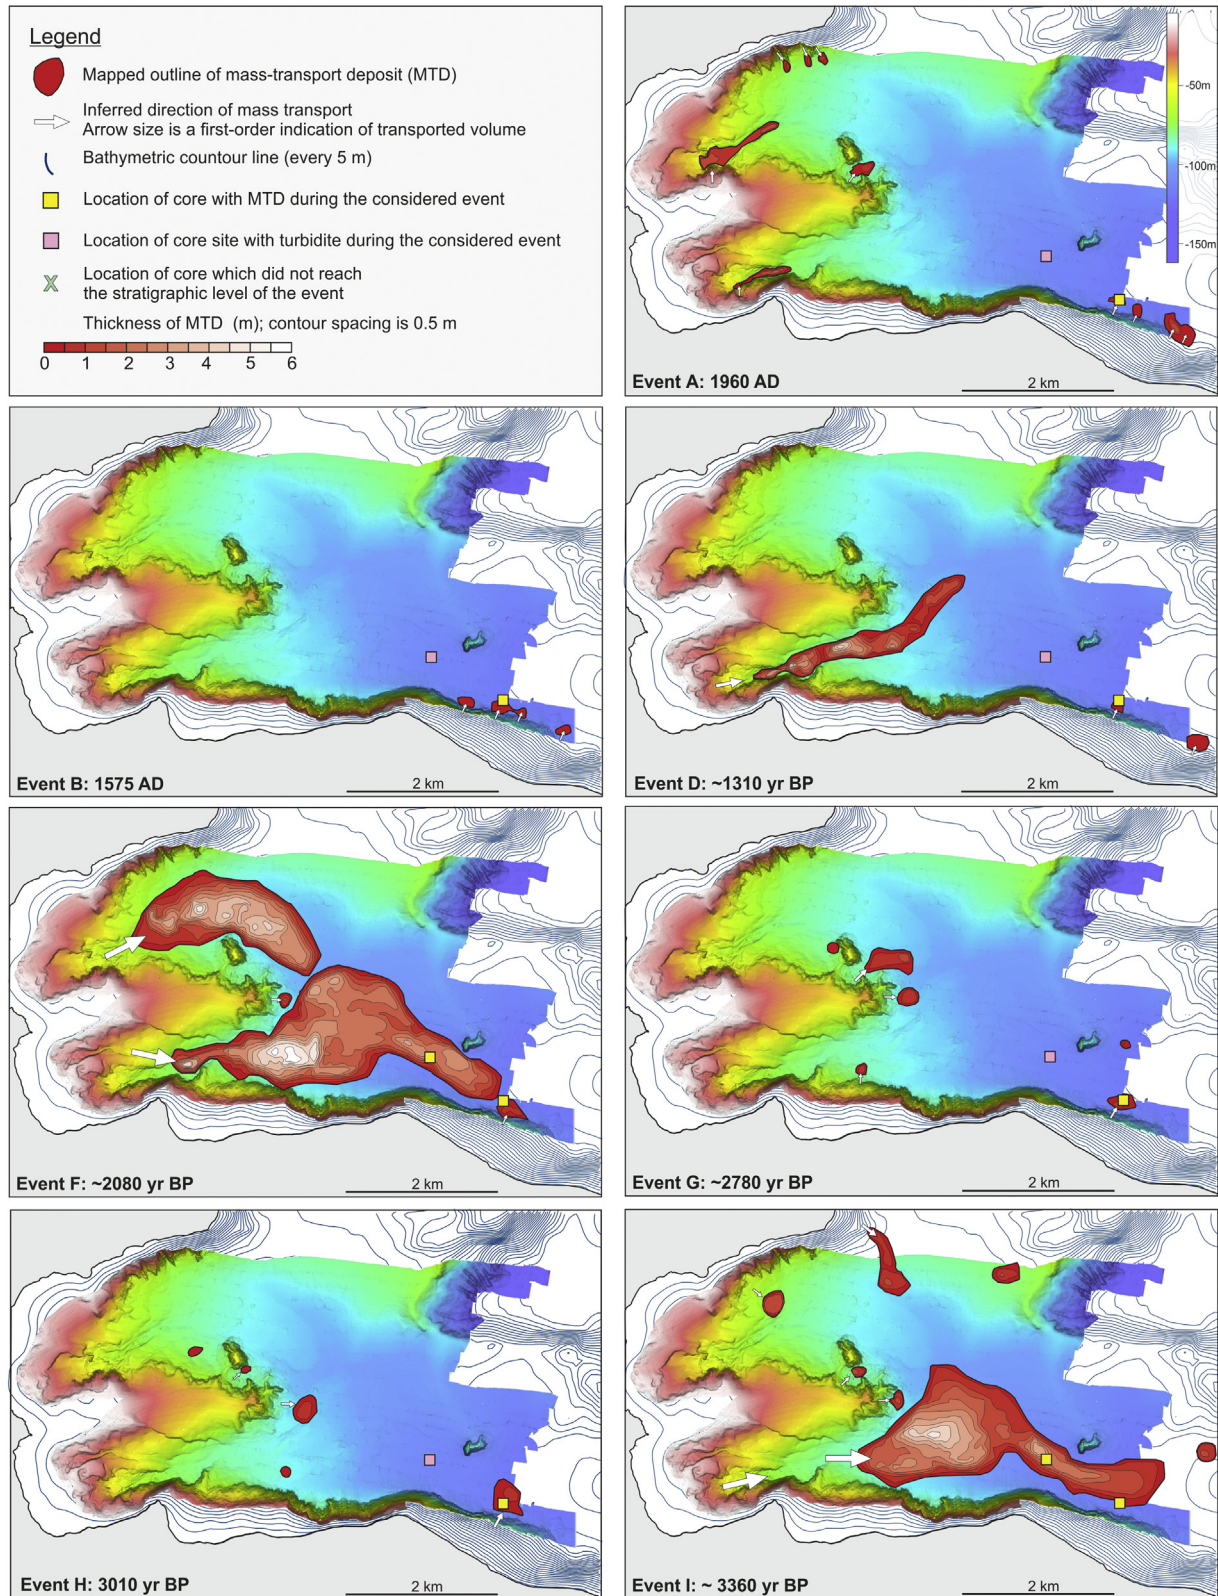 Legend
Mapped outline of mass-transport deposit (MTD)
Inferred direction of mass transport
Arrow size is a first-order indication of transported volume
Bathymetric countour line (every 5 m)
Location of core with MTD during the considered event
Location of core site with turbidite during the considered event
X
Location of core which did not reach
the stratigraphic level of the event
Thickness of MTD (m); contour spacing is 0.5 m
0 1 2 3 4 5 6
-50m
-100m
-150m
Event A: 1960 AD
2 km
Event B: 1575 AD
2 km
Event D: ~1310 yr BP
2 km
Event F: ~2080 yr BP
2 km
Event G: ~2780 yr BP
2 km
Event H: 3010 yr BP
2 km
Event I: ~ 3360 yr BP
2 km